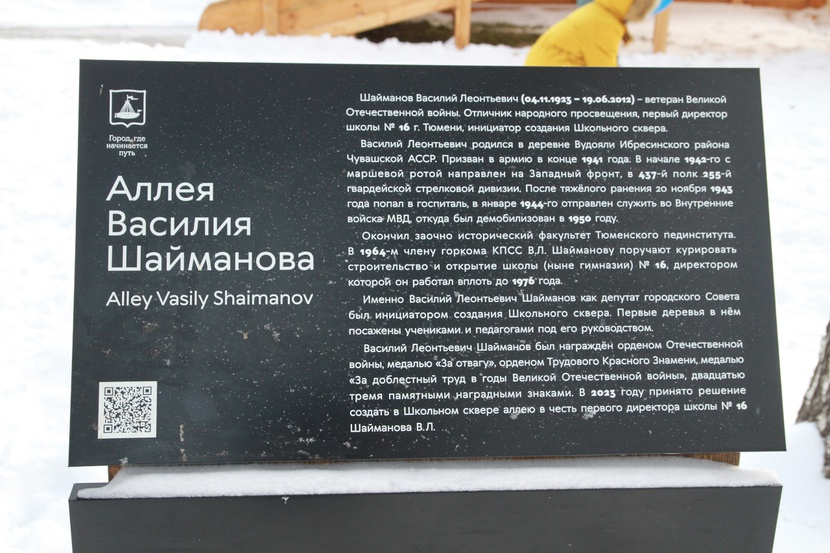 Город, где
начинается
путь
Аллея
Василия
Шайманова
Alley Vasily Shaimanov
Шайманов Василий Леонтьевич (04.11.1923 – 19.06.2012) – ветеран Великой
Отечественной войны. Отличник народного просвещения, первый директор
школы № 16 г. Тюмени, инициатор создания Школьного сквера.
Василий Леонтьевич родился в деревне Вудояли Ибресинского района
Чувашской АССР. Призван в армию в конце 1941 года. В начале 1942-го с
маршевой ротой направлен на Западный фронт, в 437-й полк 255-й
гвардейской стрелковой дивизии. После тяжёлого ранения 20 ноября 1943
года попал в госпиталь, в январе 1944-го отправлен служить во Внутренние
войска МВД, откуда был демобилизован в 1950 году.
Окончил заочно исторический факультет Тюменского пединститута.
В 1964-м члену горкома КПСС В.Л. Шайманову поручают курировать
строительство и открытие школы (ныне гимназии) № 16, директором
которой он работал вплоть до 1976 года.
Именно Василий Леонтьевич Шайманов как депутат городского Совета
был инициатором создания Школьного сквера. Первые деревья в нём
посажены учениками и педагогами под его руководством.
Василий Леонтьевич Шайманов был награждён орденом Отечественной
войны, медалью «За отвагу», орденом Трудового Красного Знамени, медалью
«За доблестный труд в годы Великой Отечественной войны», двадцатью
тремя памятными наградными знаками. В 2023 году принято решение
создать в Школьном сквере аллею в честь первого директора школы № 16
Шайманова В.Л.